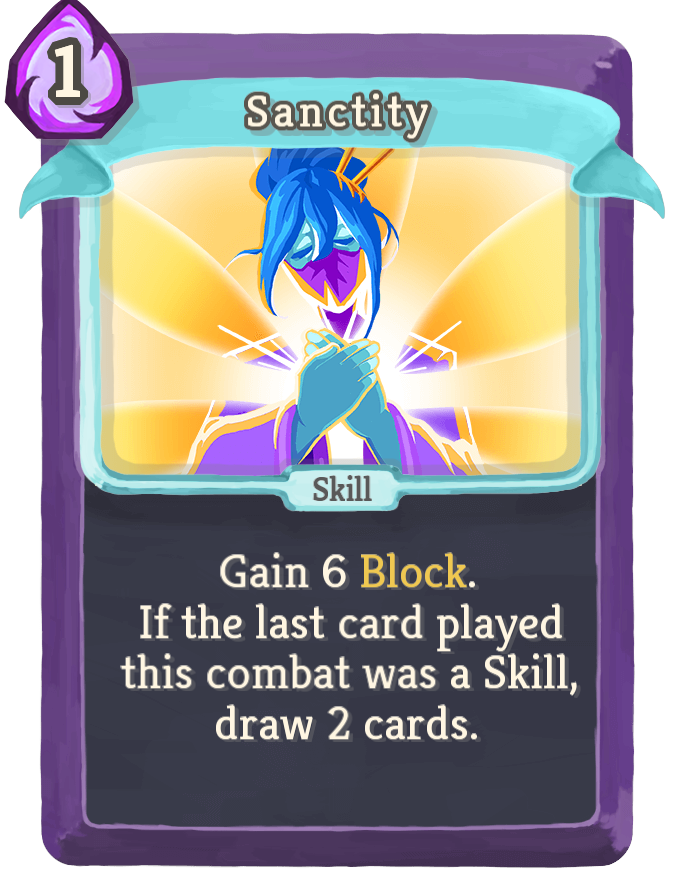 1
Sanctity
Skill
Gain 6 Block.
If the last card played
this combat was a Skill,
draw 2 cards.